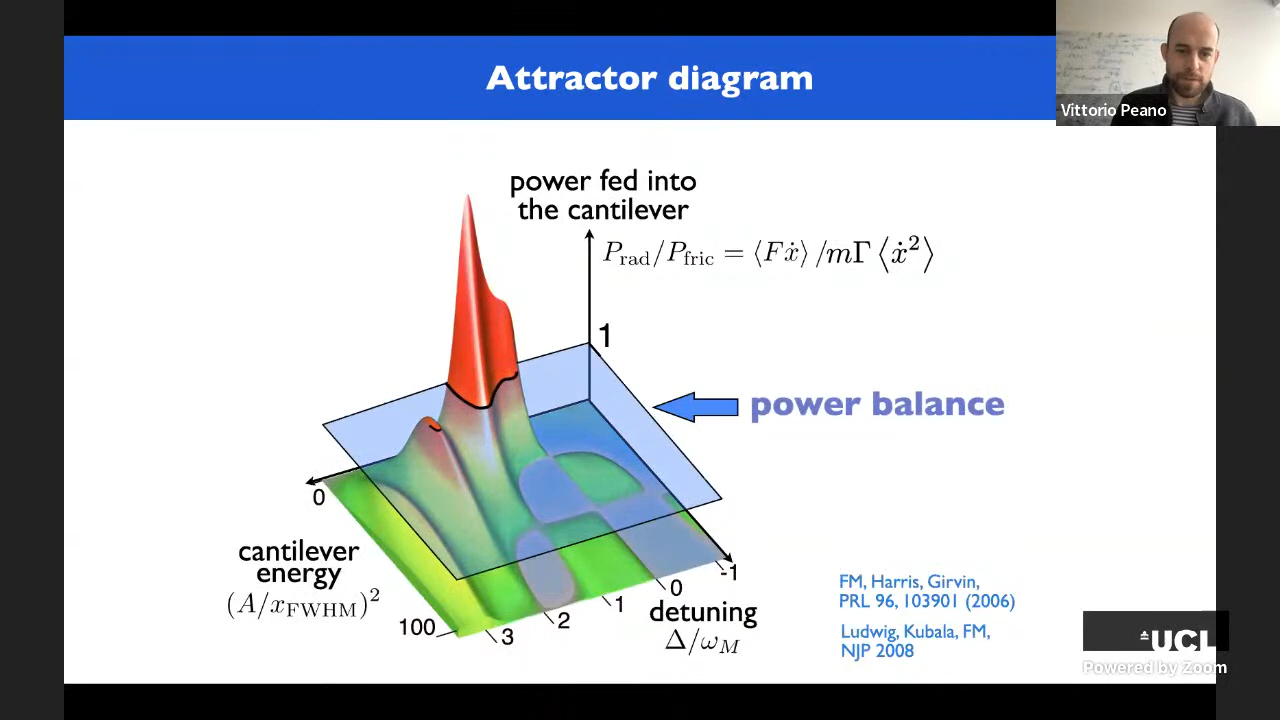 Attractor diagram
Vittorio Peano
power fed into
the cantilever
P_rad/P_fric = ⟨Fẋ⟩ /mΓ ⟨ẋ²⟩
1
power balance
0
cantilever
energy
(A/x_FWHM)²
100
3
2
1
0
-1
detuning
Δ/ω_M
FM, Harris, Girvin,
PRL 96, 103901 (2006)
Ludwig, Kubala, FM,
NJP 2008
UCL
Powered by Zoom